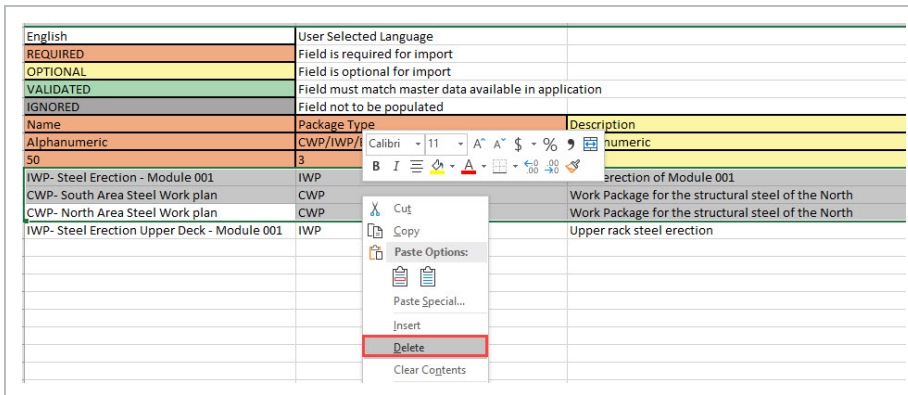 English User Selected Language
REQUIRED Field is required for import
OPTIONAL Field is optional for import
VALIDATED Field must match master data available in application
IGNORED Field not to be populated
Name Package Type Description
Alphanumeric CWP/IWP/
50 3
Calibri 11 A^ A˅ $ % ,
B I A .00 .00
IWP- Steel Erection - Module 001 IWP erection of Module 001
CWP- South Area Steel Work plan CWP Work Package for the structural steel of the North
CWP- North Area Steel Work plan CWP Work Package for the structural steel of the North
IWP- Steel Erection Upper Deck - Module 001 IWP Upper rack steel erection
Cut
Copy
Paste Options:
Paste Special...
Insert
Delete
Clear Contents